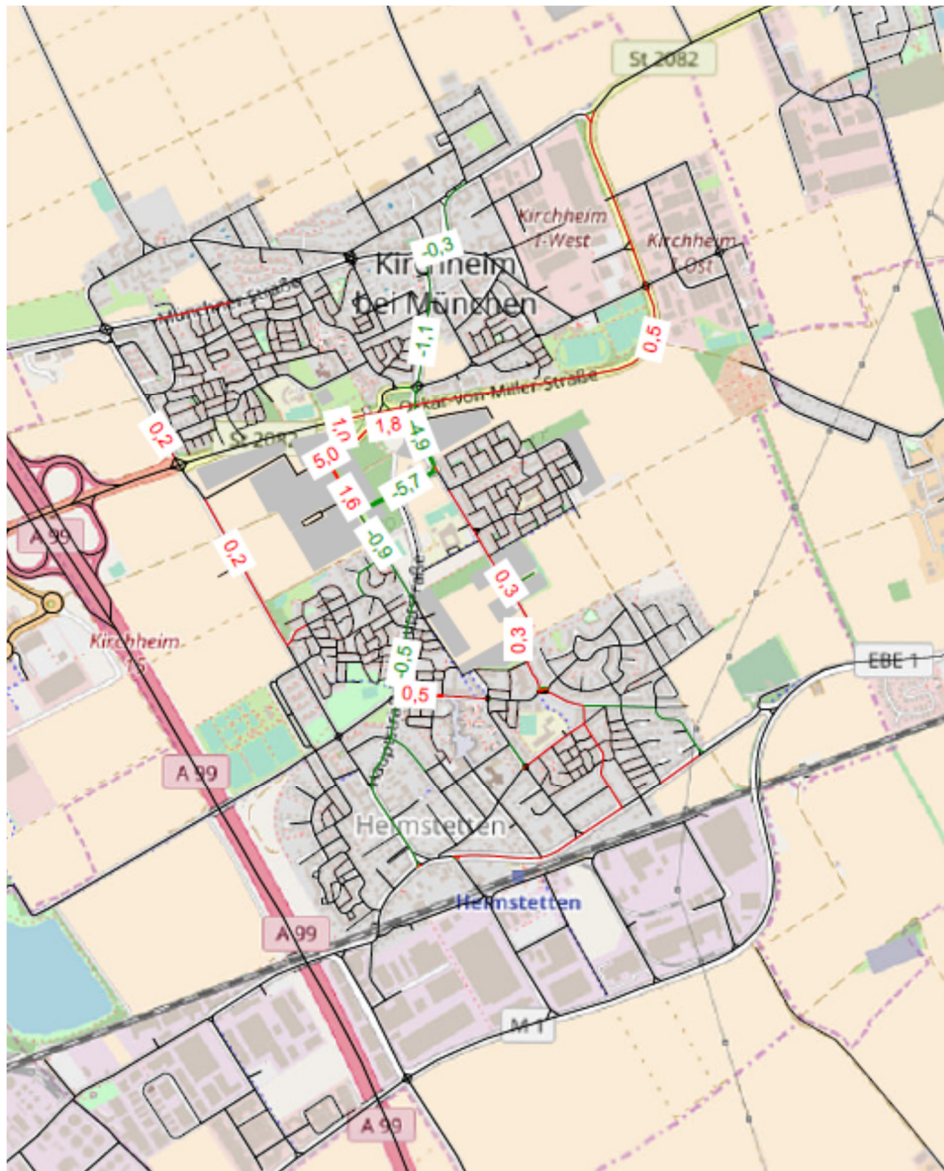 St 2082
Kirchheim
I-West
Kirchheim
I-Ost
-0,3
Kirchheim
bei München
Münchner Straße
-1,1
0,5
Oskar-von-Miller-Straße
0,2
St 2082
1,0
1,8
-4,9
5,0
-5,7
1,6
-0,9
A 99
0,2
0,3
Kirchheim
0,3
-0,5
0,5
EBE 1
A 99
Heimstetten
Heimstetten
A 99
M 1
A 99